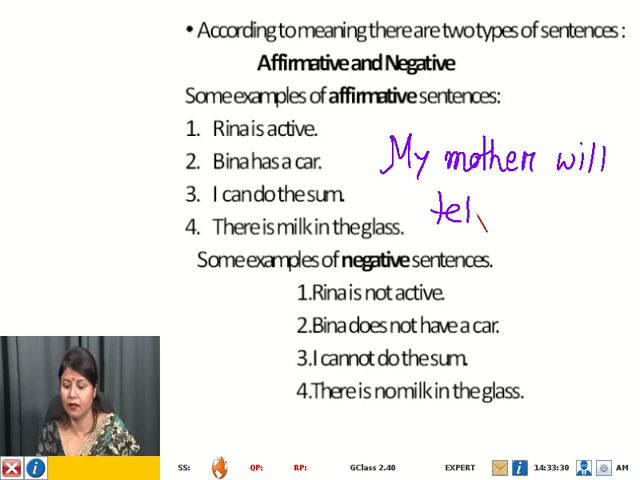 • According to meaning there are two types of sentences :
Affirmative and Negative
Some examples of affirmative sentences:
1. Rina is active.
2. Bina has a car.
3. I can do the sum.
4. There is milk in the glass.
My mother will
tel
Some examples of negative sentences.
1.Rina is not active.
2.Bina does not have a car.
3.I cannot do the sum.
4.There is no milk in the glass.
SS: QP: RP: GClass 2.40 EXPERT 14:33:30 AM